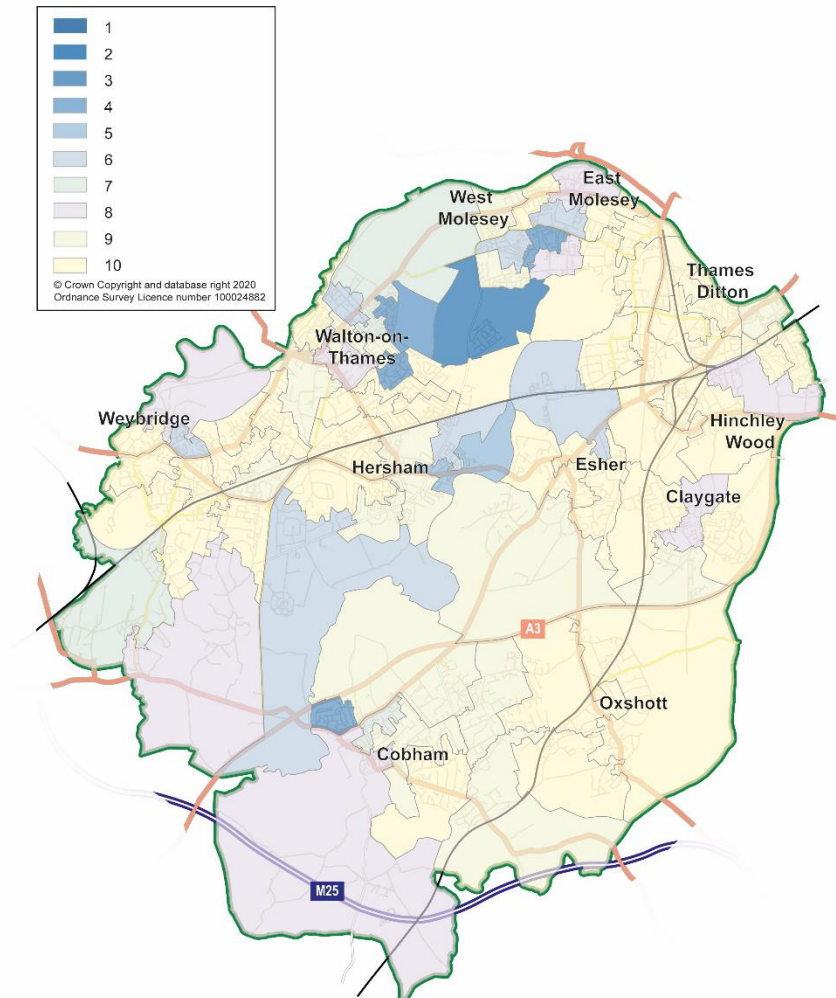 1
2
3
4
5
6
7
8
9
10
© Crown Copyright and database right 2020
Ordnance Survey Licence number 100024882
East
Molesey
West
Molesey
Thames
Ditton
Walton-on-
Thames
Weybridge
Hinchley
Wood
Hersham
Esher
Claygate
A3
Oxshott
Cobham
M25